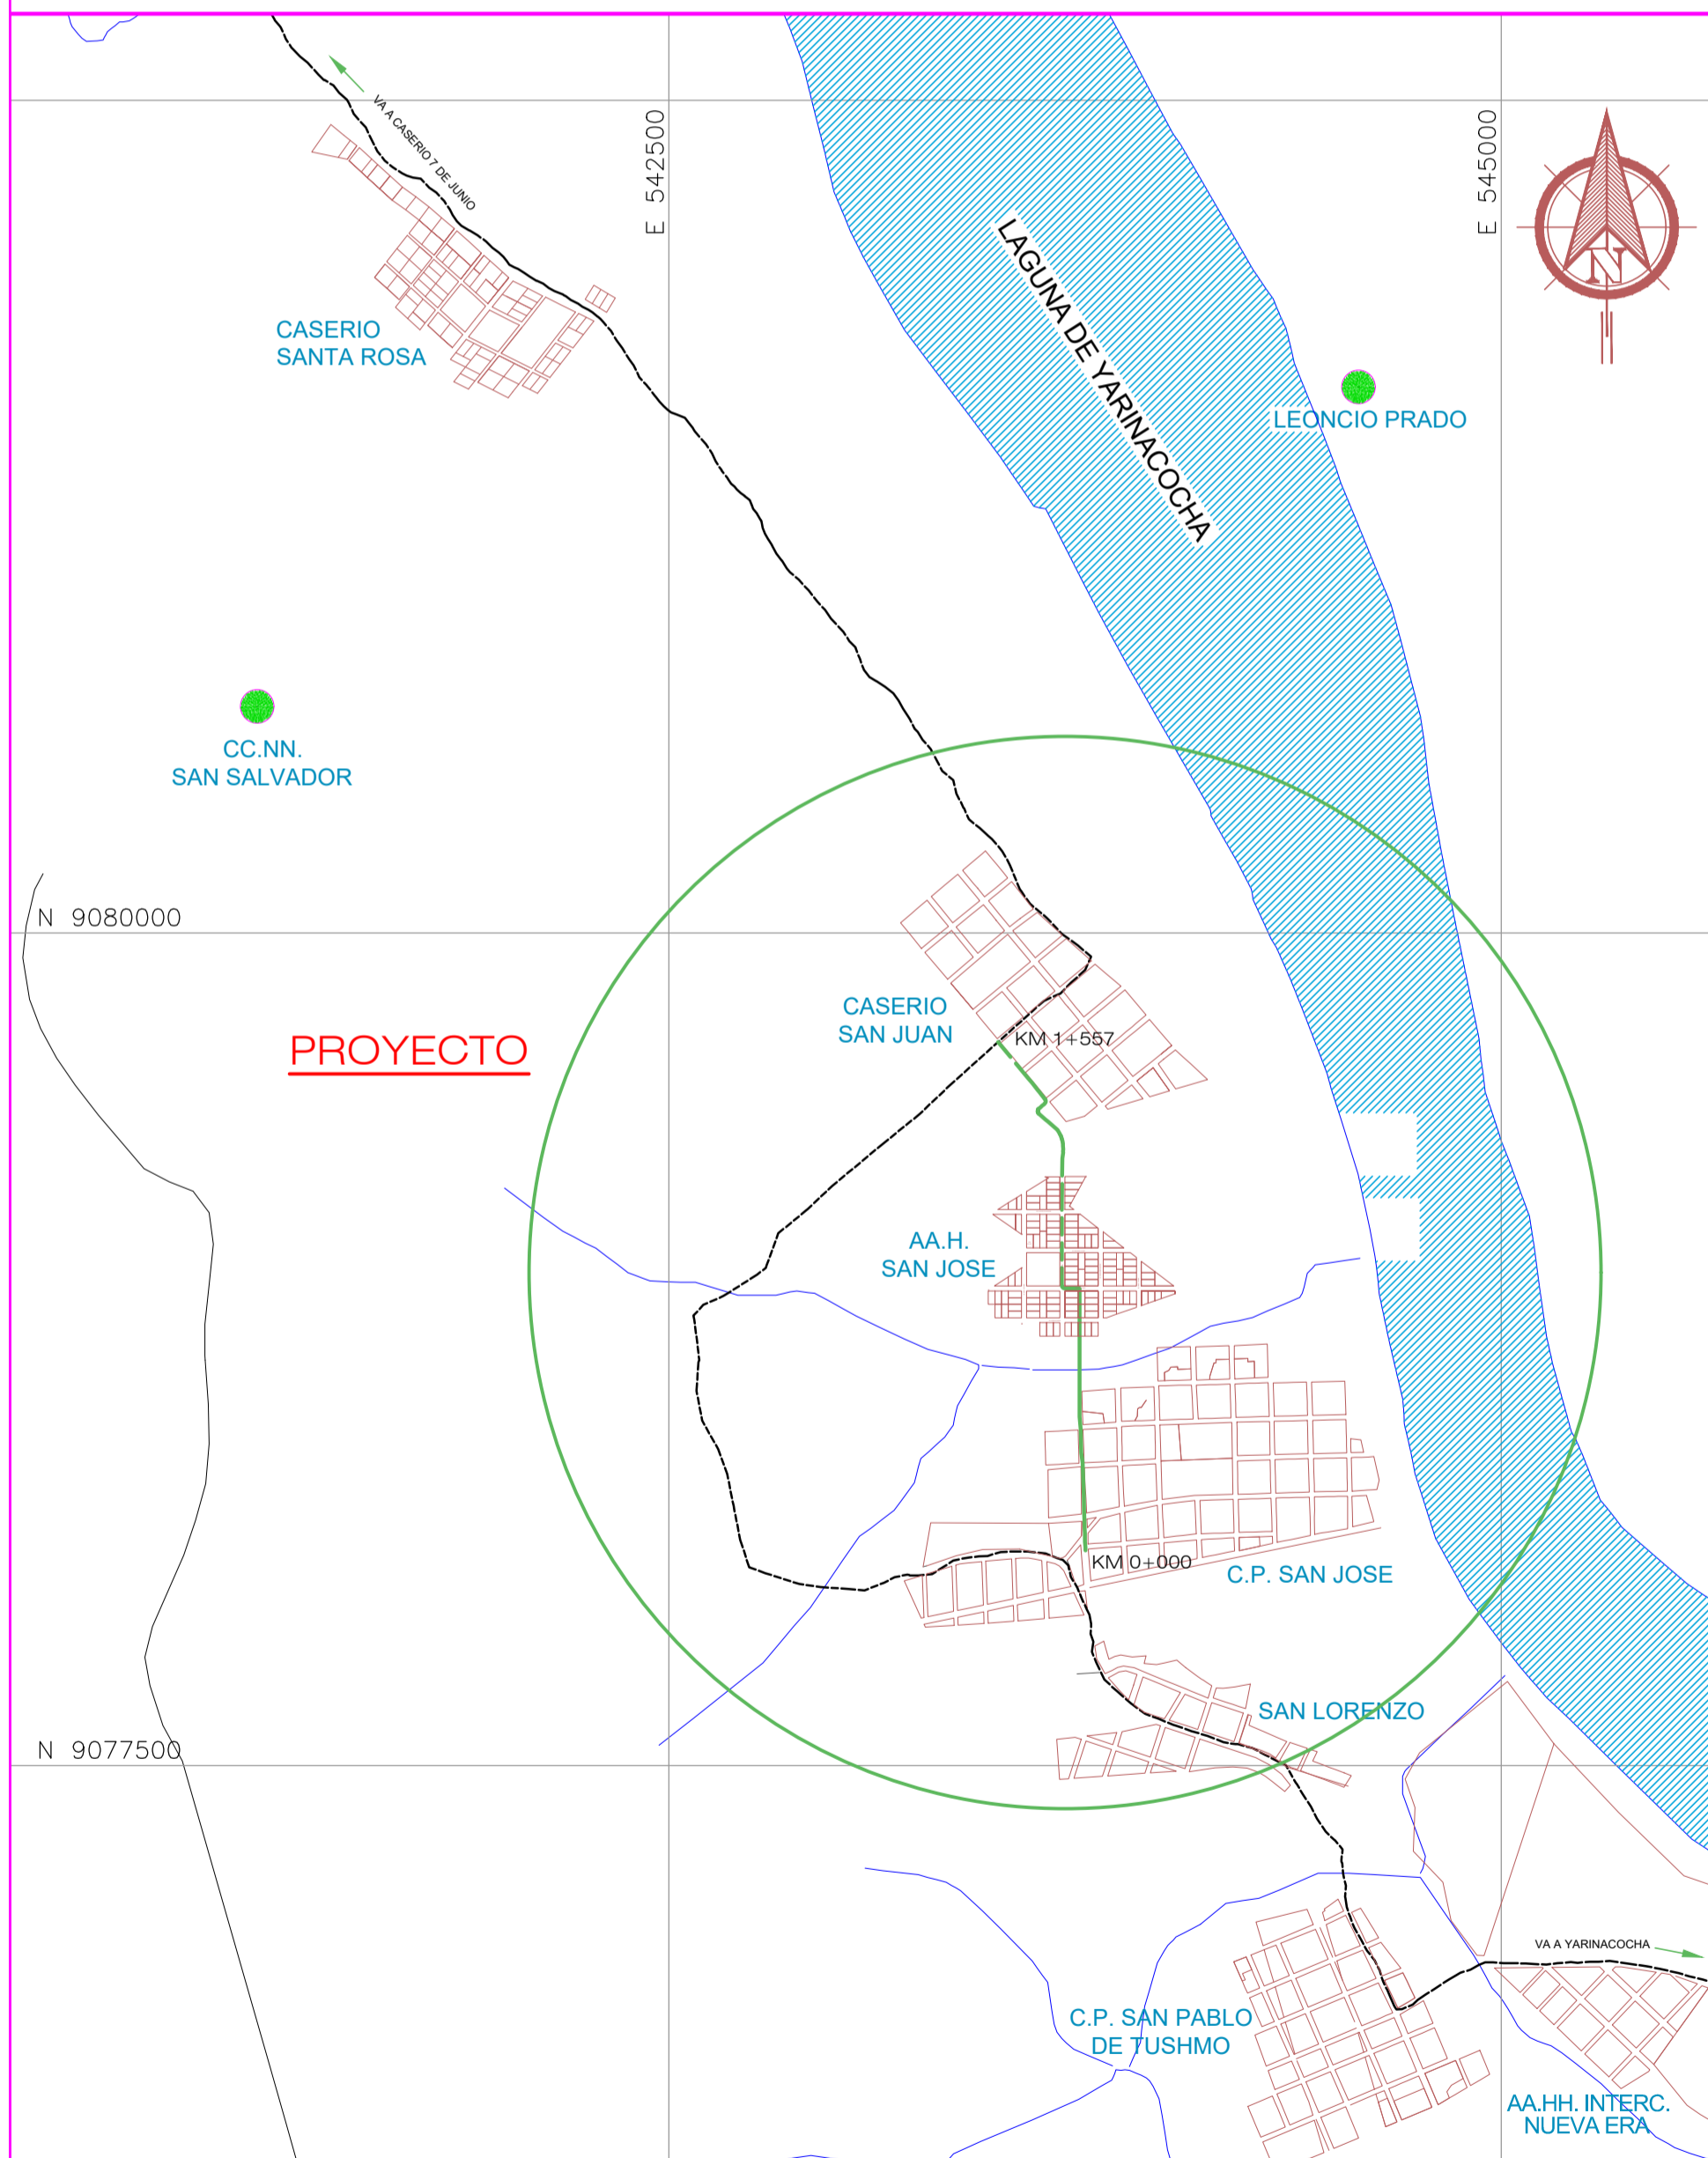 VA A CASERIO 7 DE JUNIO
E 542500
E 545000
N
LAGUNA DE YARINACOCHA
CASERIO
SANTA ROSA
LEONCIO PRADO
CC.NN.
SAN SALVADOR
N 9080000
CASERIO
SAN JUAN
KM 1+557
PROYECTO
AA.H.
SAN JOSE
KM 0+000
C.P. SAN JOSE
SAN LORENZO
N 9077500
VA A YARINACOCHA
C.P. SAN PABLO
DE TUSHMO
AA.HH. INTERC.
NUEVA ERA